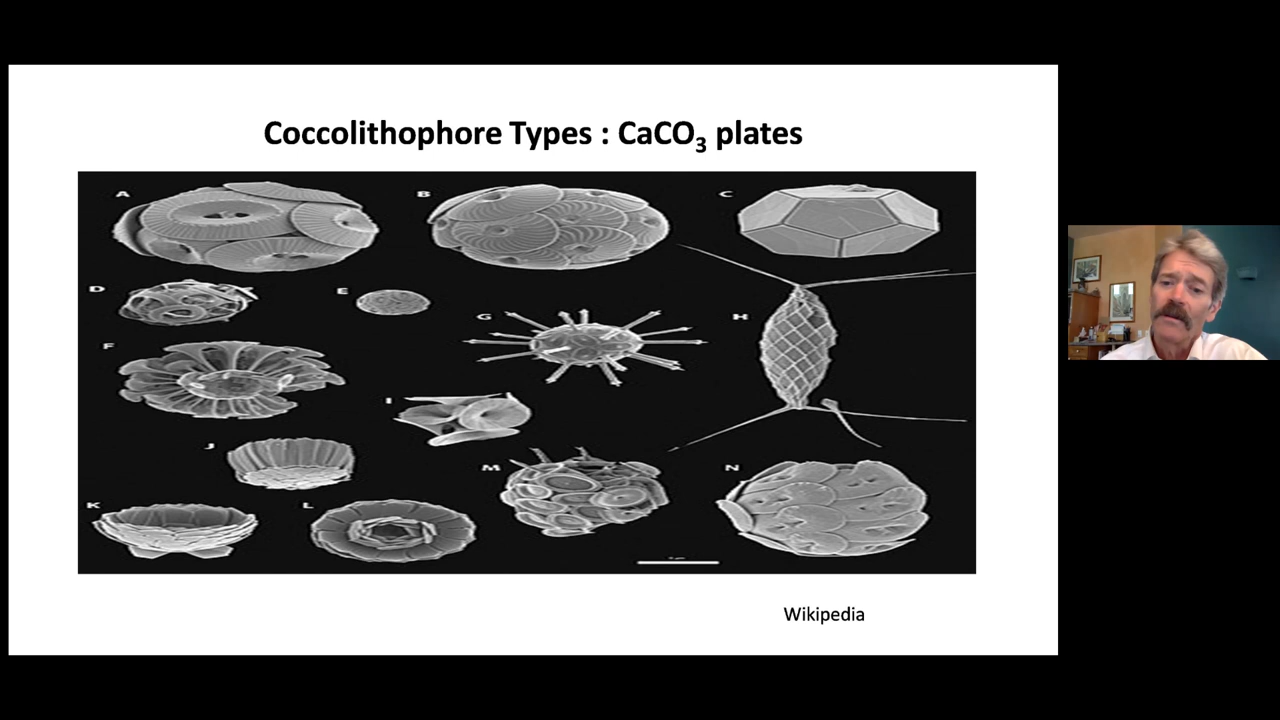 Coccolithophore Types : CaCO₃ plates
A
B
C
D
E
F
G
H
I
J
K
L
M
N
Wikipedia